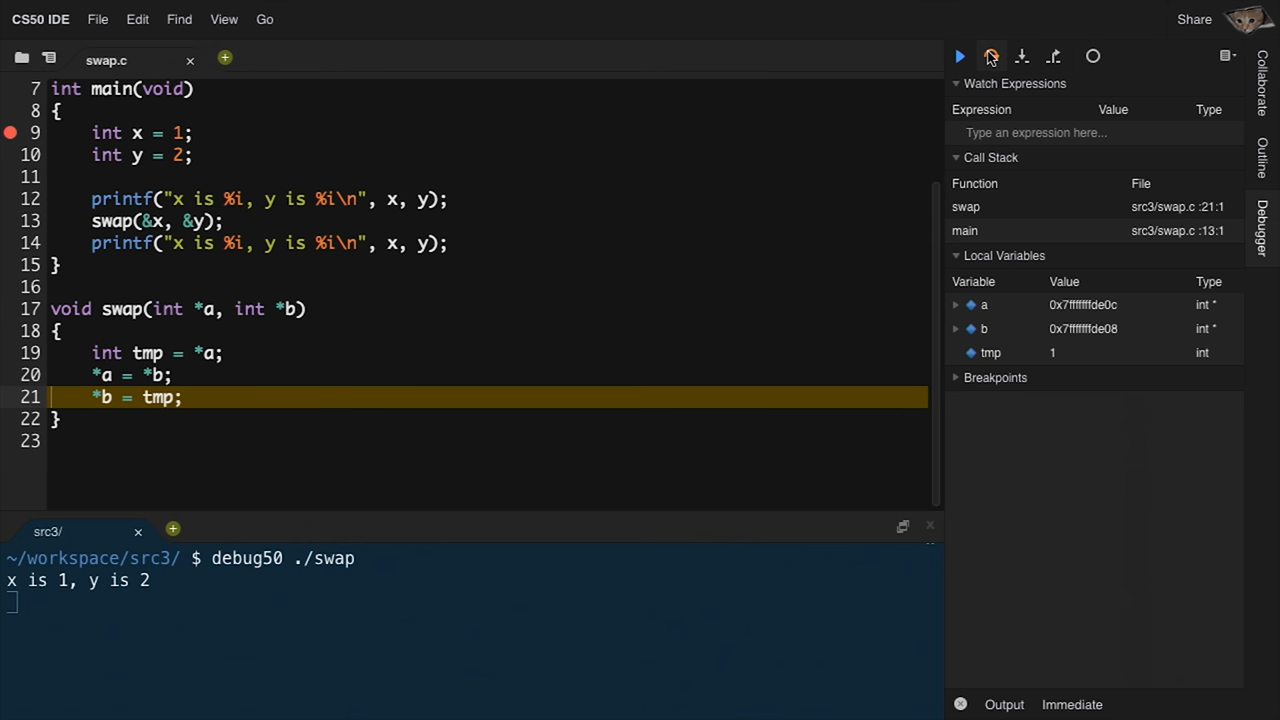 CS50 IDE File Edit Find View Go Share
swap.c
7 int main(void)
8 {
9 int x = 1;
10 int y = 2;
11
12 printf("x is %i, y is %i\n", x, y);
13 swap(&x, &y);
14 printf("x is %i, y is %i\n", x, y);
15 }
16
17 void swap(int *a, int *b)
18 {
19 int tmp = *a;
20 *a = *b;
21 *b = tmp;
22 }
23
src3/
~/workspace/src3/ $ debug50 ./swap
x is 1, y is 2
Watch Expressions
Expression Value Type
Type an expression here...
Call Stack
Function File
swap src3/swap.c :21:1
main src3/swap.c :13:1
Local Variables
Variable Value Type
a 0x7fffffffde0c int *
b 0x7fffffffde08 int *
tmp 1 int
Breakpoints
Output Immediate
Collaborate
Outline
Debugger